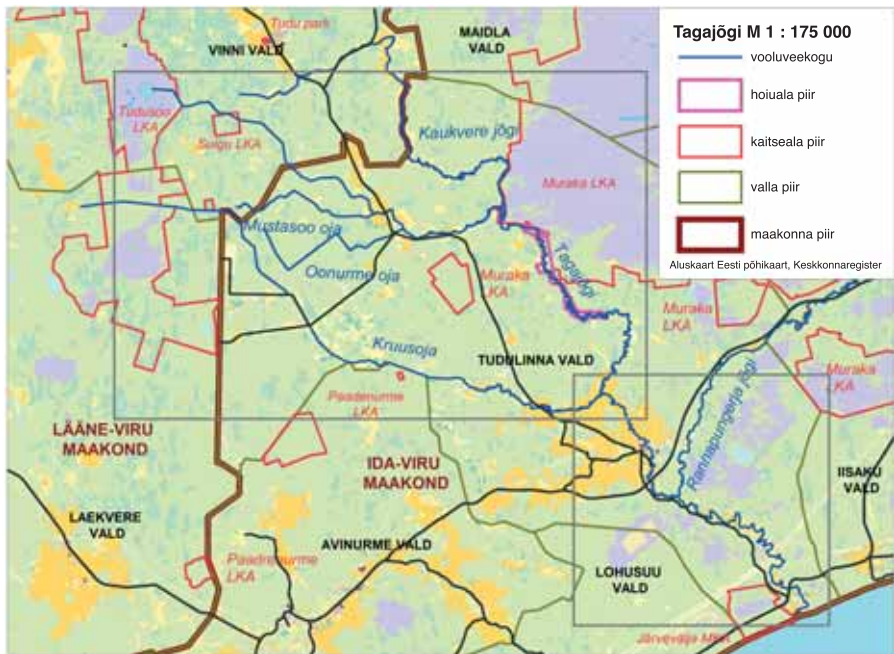 Tagajõgi M 1 : 175 000
vooluveekogu
hoiuala piir
kaitseala piir
valla piir
maakonna piir
Aluskaart Eesti põhikaart, Keskkonnaregister
Tudu park
VINNI VALD
MAIDLA
VALD
Tudusoo
LKA
Suigu LKA
Kaukvere jõgi
Muraka LKA
Mustasoo oja
Tagajõgi
Oonurme oja
Muraka
KA
Muraka
LKA
Kruusoja
TUDULINNA VALD
Muraka
LKA
Paadenurme
LKA
Rannapungerja jõgi
LÄÄNE-VIRU
MAAKOND
IDA-VIRU
MAAKOND
IISAKU
VALD
LAEKVERE
VALD
AVINURME VALD
Paadrenurme
LKA
LOHUSUU
VALD